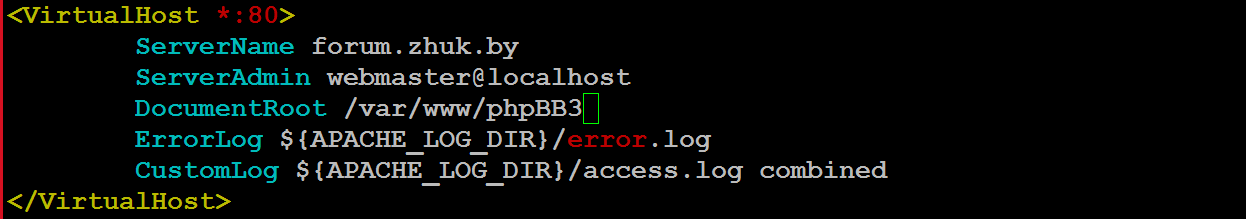 <VirtualHost *:80>
ServerName forum.zhuk.by
ServerAdmin webmaster@localhost
DocumentRoot /var/www/phpBB3
ErrorLog ${APACHE_LOG_DIR}/error.log
CustomLog ${APACHE_LOG_DIR}/access.log combined
</VirtualHost>